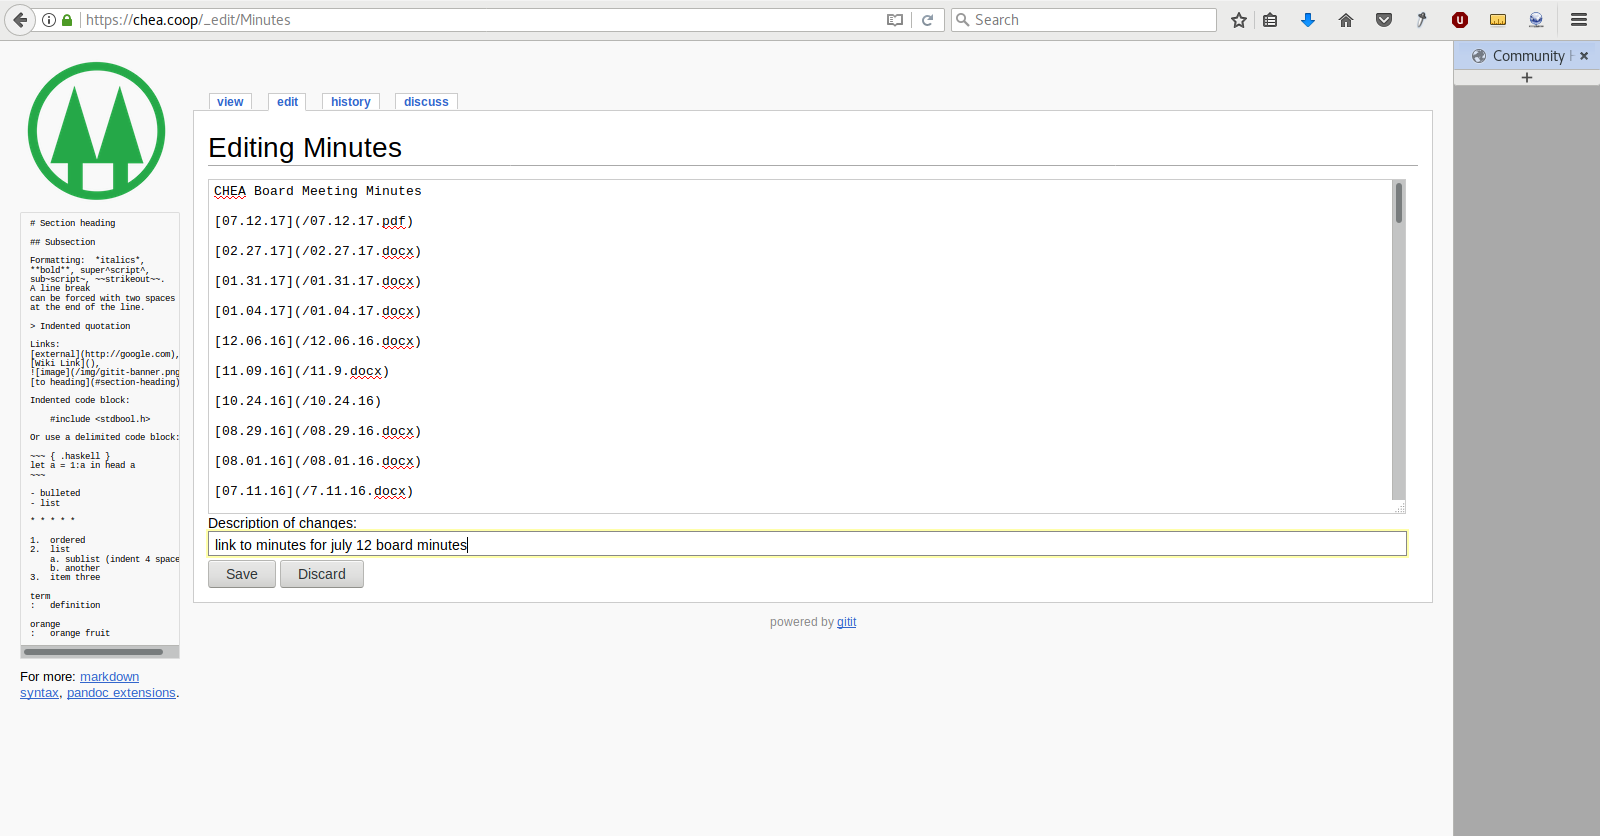 https://chea.coop/_edit/Minutes
Search
Community
view
edit
history
discuss
Editing Minutes
CHEA Board Meeting Minutes
[07.12.17](/07.12.17.pdf)
[02.27.17](/02.27.17.docx)
[01.31.17](/01.31.17.docx)
[01.04.17](/01.04.17.docx)
[12.06.16](/12.06.16.docx)
[11.09.16](/11.9.docx)
[10.24.16](/10.24.16)
[08.29.16](/08.29.16.docx)
[08.01.16](/08.01.16.docx)
[07.11.16](/7.11.16.docx)
Description of changes:
link to minutes for july 12 board minutes
Save
Discard
powered by gitit
# Section heading
## Subsection
Formatting:  *italics*,
**bold**, super^script^,
sub~script~, ~~strikeout~~.
A line break
can be forced with two spaces
at the end of the line.
> Indented quotation
Links:
[external](http://google.com),
[Wiki Link](),
![image](/img/gitit-banner.png
[to heading](#section-heading)
Indented code block:
#include <stdbool.h>
Or use a delimited code block:
~~~ { .haskell }
let a = 1:a in head a
~~~
- bulleted
- list
* * * * *
1.  ordered
2.  list
a. sublist (indent 4 space
b. another
3.  item three
term
:   definition
orange
:   orange fruit
For more: markdown
syntax, pandoc extensions.